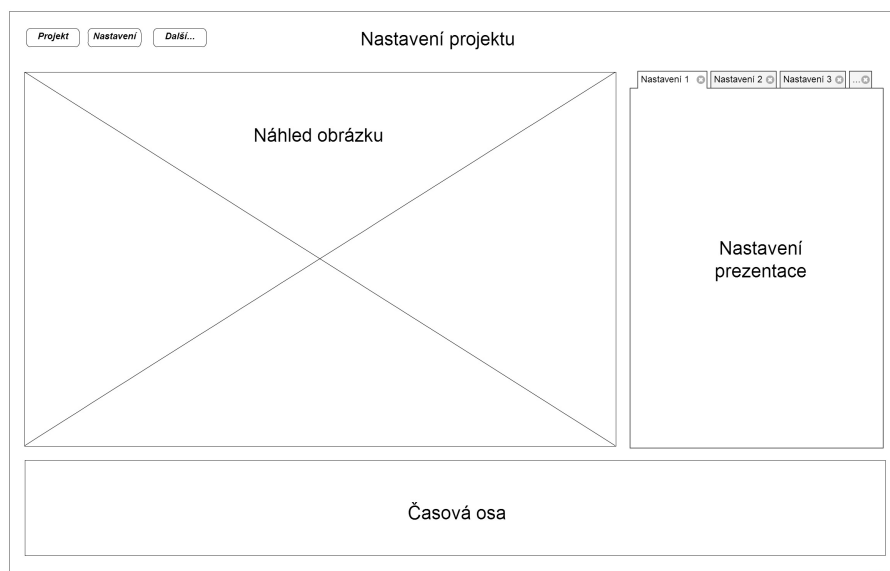 Projekt
Nastavení
Další...
Nastavení projektu
Náhled obrázku
Nastavení 1
Nastavení 2
Nastavení 3
...
Nastavení
prezentace
Časová osa